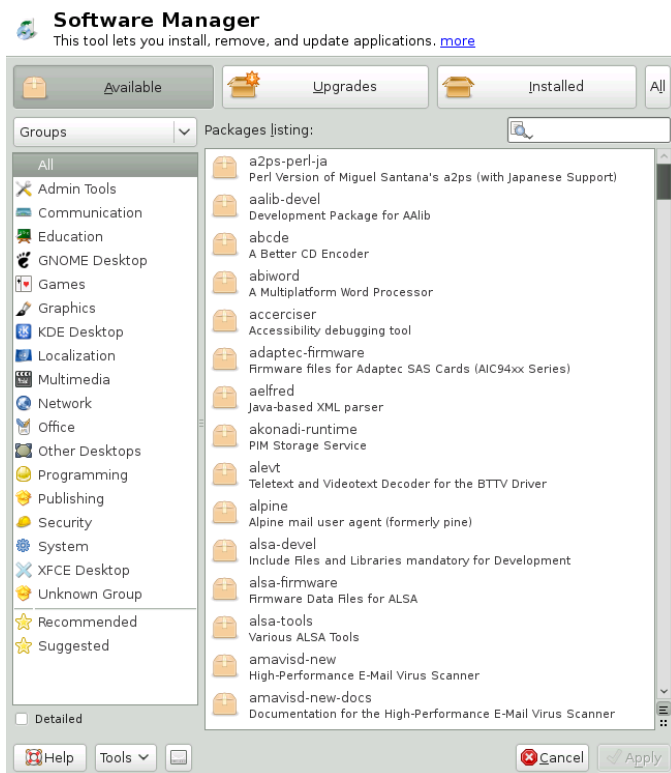 Software Manager
This tool lets you install, remove, and update applications. more
Available
Upgrades
Installed
All
Groups
Packages listing:
All
Admin Tools
Communication
Education
GNOME Desktop
Games
Graphics
KDE Desktop
Localization
Multimedia
Network
Office
Other Desktops
Programming
Publishing
Security
System
XFCE Desktop
Unknown Group
Recommended
Suggested
Detailed
a2ps-perl-ja
Perl Version of Miguel Santana's a2ps (with Japanese Support)
aalib-devel
Development Package for AAlib
abcde
A Better CD Encoder
abiword
A Multiplatform Word Processor
accerciser
Accessibility debugging tool
adaptec-firmware
Firmware files for Adaptec SAS Cards (AIC94xx Series)
aelfred
Java-based XML parser
akonadi-runtime
PIM Storage Service
alevt
Teletext and Videotext Decoder for the BTTV Driver
alpine
Alpine mail user agent (formerly pine)
alsa-devel
Include Files and Libraries mandatory for Development
alsa-firmware
Firmware Data Files for ALSA
alsa-tools
Various ALSA Tools
amavisd-new
High-Performance E-Mail Virus Scanner
amavisd-new-docs
Documentation for the High-Performance E-Mail Virus Scanner
Help
Tools
Cancel
Apply